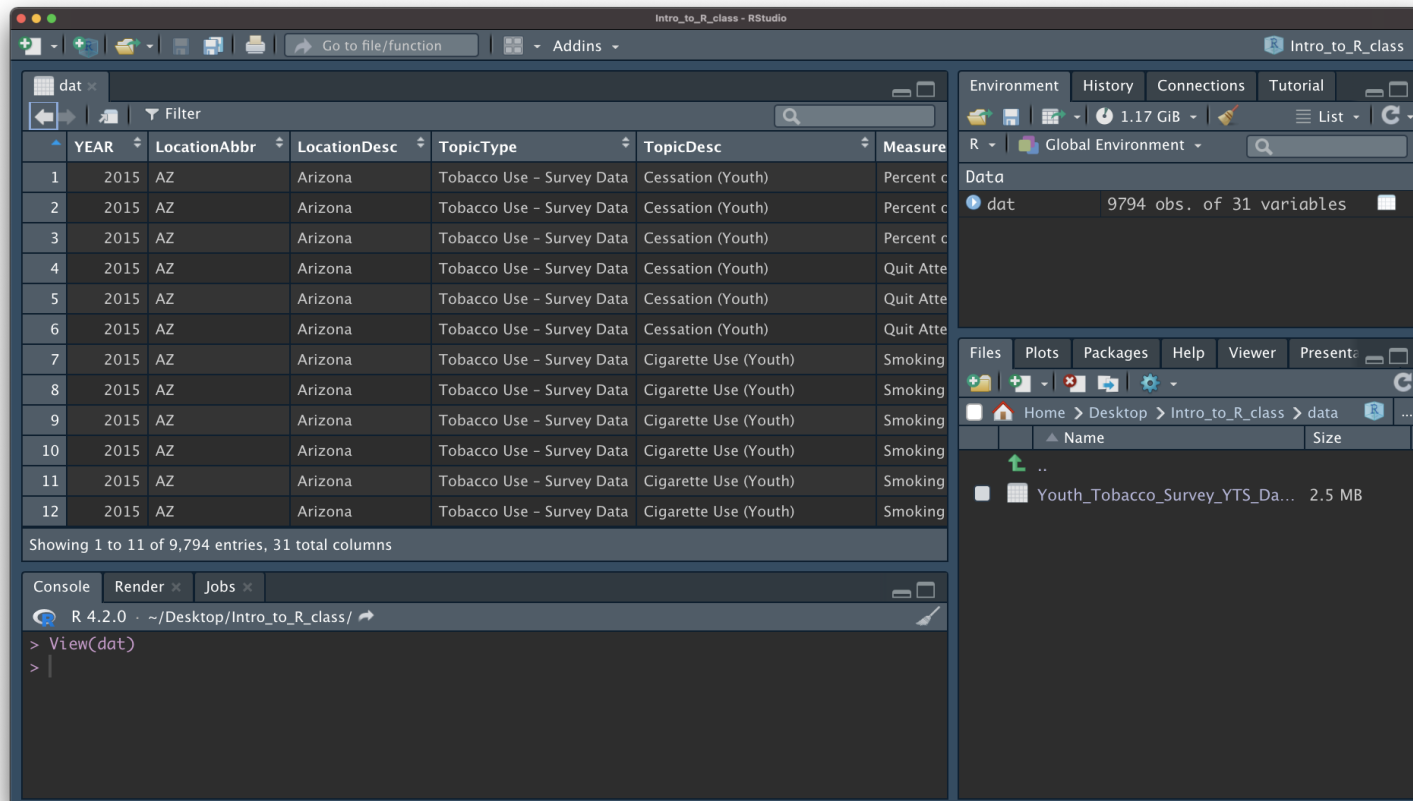 Intro_to_R_class - RStudio
Go to file/function Addins Intro_to_R_class
dat
Filter
YEAR LocationAbbr LocationDesc TopicType TopicDesc Measure
1 2015 AZ Arizona Tobacco Use – Survey Data Cessation (Youth) Percent o
2 2015 AZ Arizona Tobacco Use – Survey Data Cessation (Youth) Percent o
3 2015 AZ Arizona Tobacco Use – Survey Data Cessation (Youth) Percent o
4 2015 AZ Arizona Tobacco Use – Survey Data Cessation (Youth) Quit Atte
5 2015 AZ Arizona Tobacco Use – Survey Data Cessation (Youth) Quit Atte
6 2015 AZ Arizona Tobacco Use – Survey Data Cessation (Youth) Quit Atte
7 2015 AZ Arizona Tobacco Use – Survey Data Cigarette Use (Youth) Smoking
8 2015 AZ Arizona Tobacco Use – Survey Data Cigarette Use (Youth) Smoking
9 2015 AZ Arizona Tobacco Use – Survey Data Cigarette Use (Youth) Smoking
10 2015 AZ Arizona Tobacco Use – Survey Data Cigarette Use (Youth) Smoking
11 2015 AZ Arizona Tobacco Use – Survey Data Cigarette Use (Youth) Smoking
12 2015 AZ Arizona Tobacco Use – Survey Data Cigarette Use (Youth) Smoking
Showing 1 to 11 of 9,794 entries, 31 total columns
Console Render Jobs
R 4.2.0 · ~/Desktop/Intro_to_R_class/
> View(dat)
>
Environment History Connections Tutorial
1.17 GiB List
R Global Environment
Data
dat 9794 obs. of 31 variables
Files Plots Packages Help Viewer Presenta
Home Desktop Intro_to_R_class data R ...
Name Size
..
Youth_Tobacco_Survey_YTS_Da... 2.5 MB